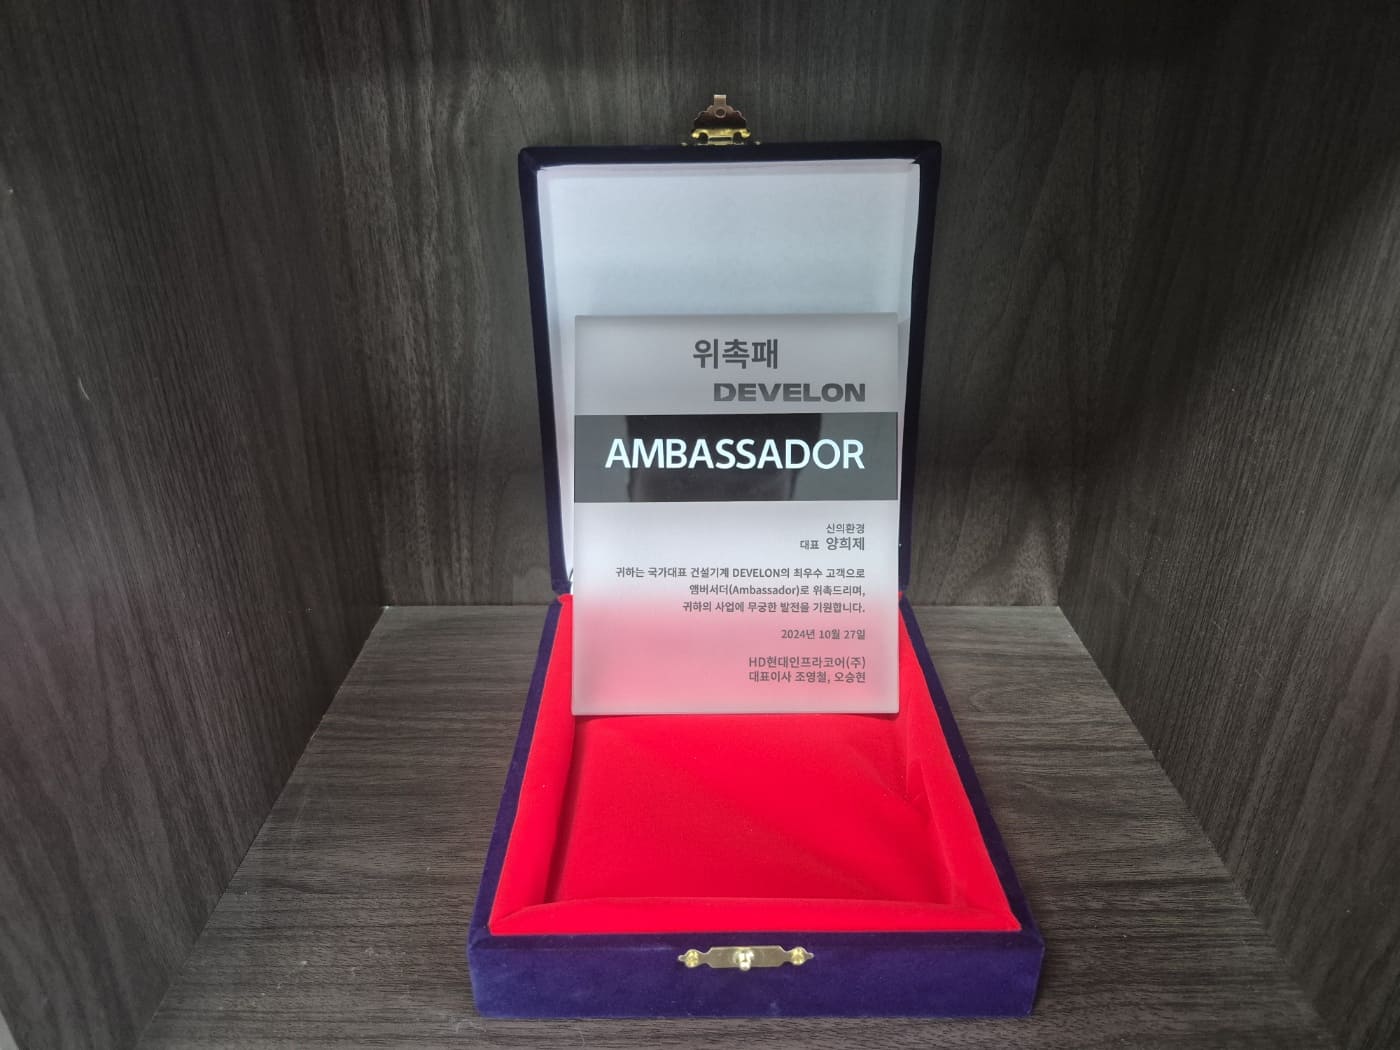 위촉패
DEVELON
AMBASSADOR
신의환경
대표 양희제
귀하는 국가대표 건설기계 DEVELON의 최우수 고객으로
앰버서더(Ambassador)로 위촉드리며,
귀하의 사업에 무궁한 발전을 기원합니다.
2024년 10월 27일
HD현대인프라코어(주)
대표이사 조영철, 오승현